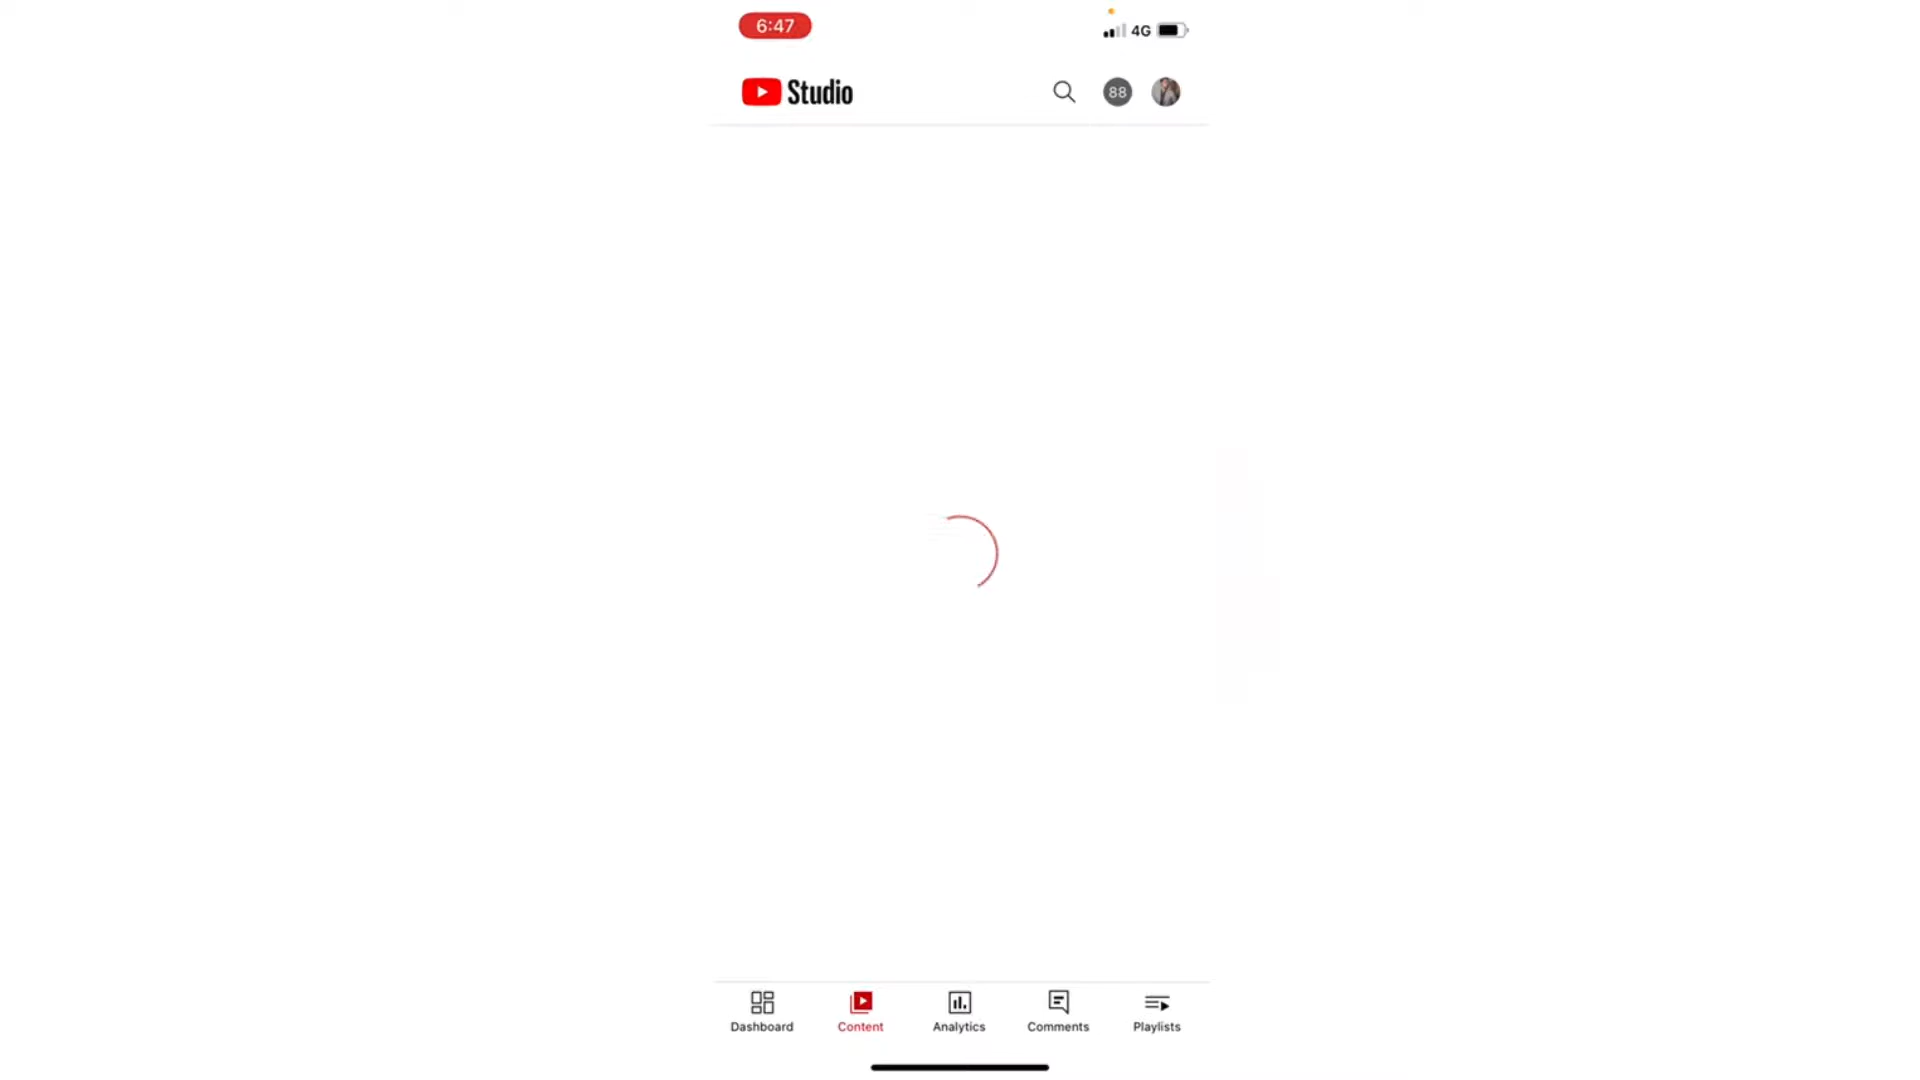 6:47
4G
Studio
88
Dashboard
Content
Analytics
Comments
Playlists